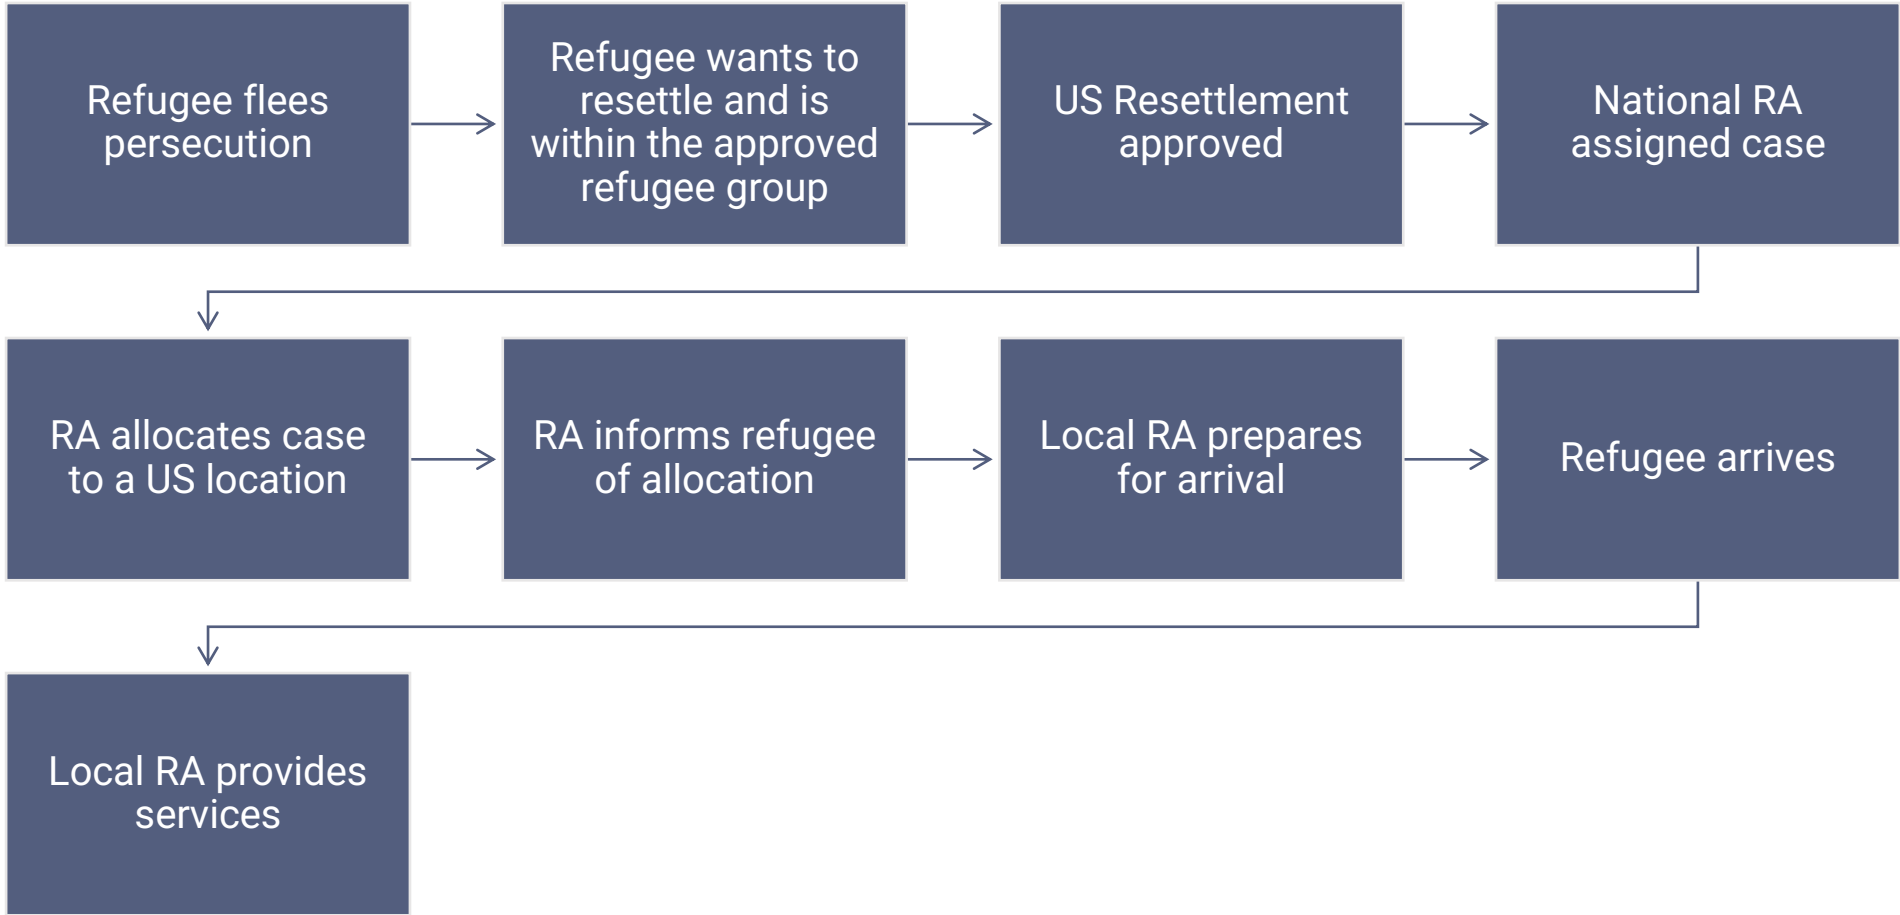 Refugee flees
persecution
Refugee wants to
resettle and is
within the approved
refugee group
US Resettlement
approved
National RA
assigned case
RA allocates case
to a US location
RA informs refugee
of allocation
Local RA prepares
for arrival
Refugee arrives
Local RA provides
services